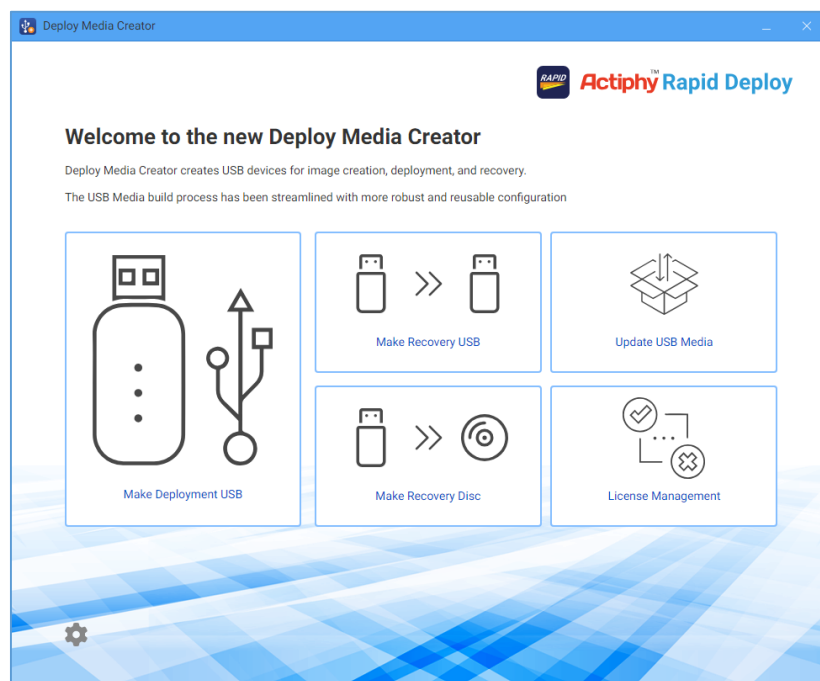 Deploy Media Creator
RAPID
Actiphy™ Rapid Deploy
Welcome to the new Deploy Media Creator
Deploy Media Creator creates USB devices for image creation, deployment, and recovery.
The USB Media build process has been streamlined with more robust and reusable configuration
Make Deployment USB
Make Recovery USB
Update USB Media
Make Recovery Disc
License Management